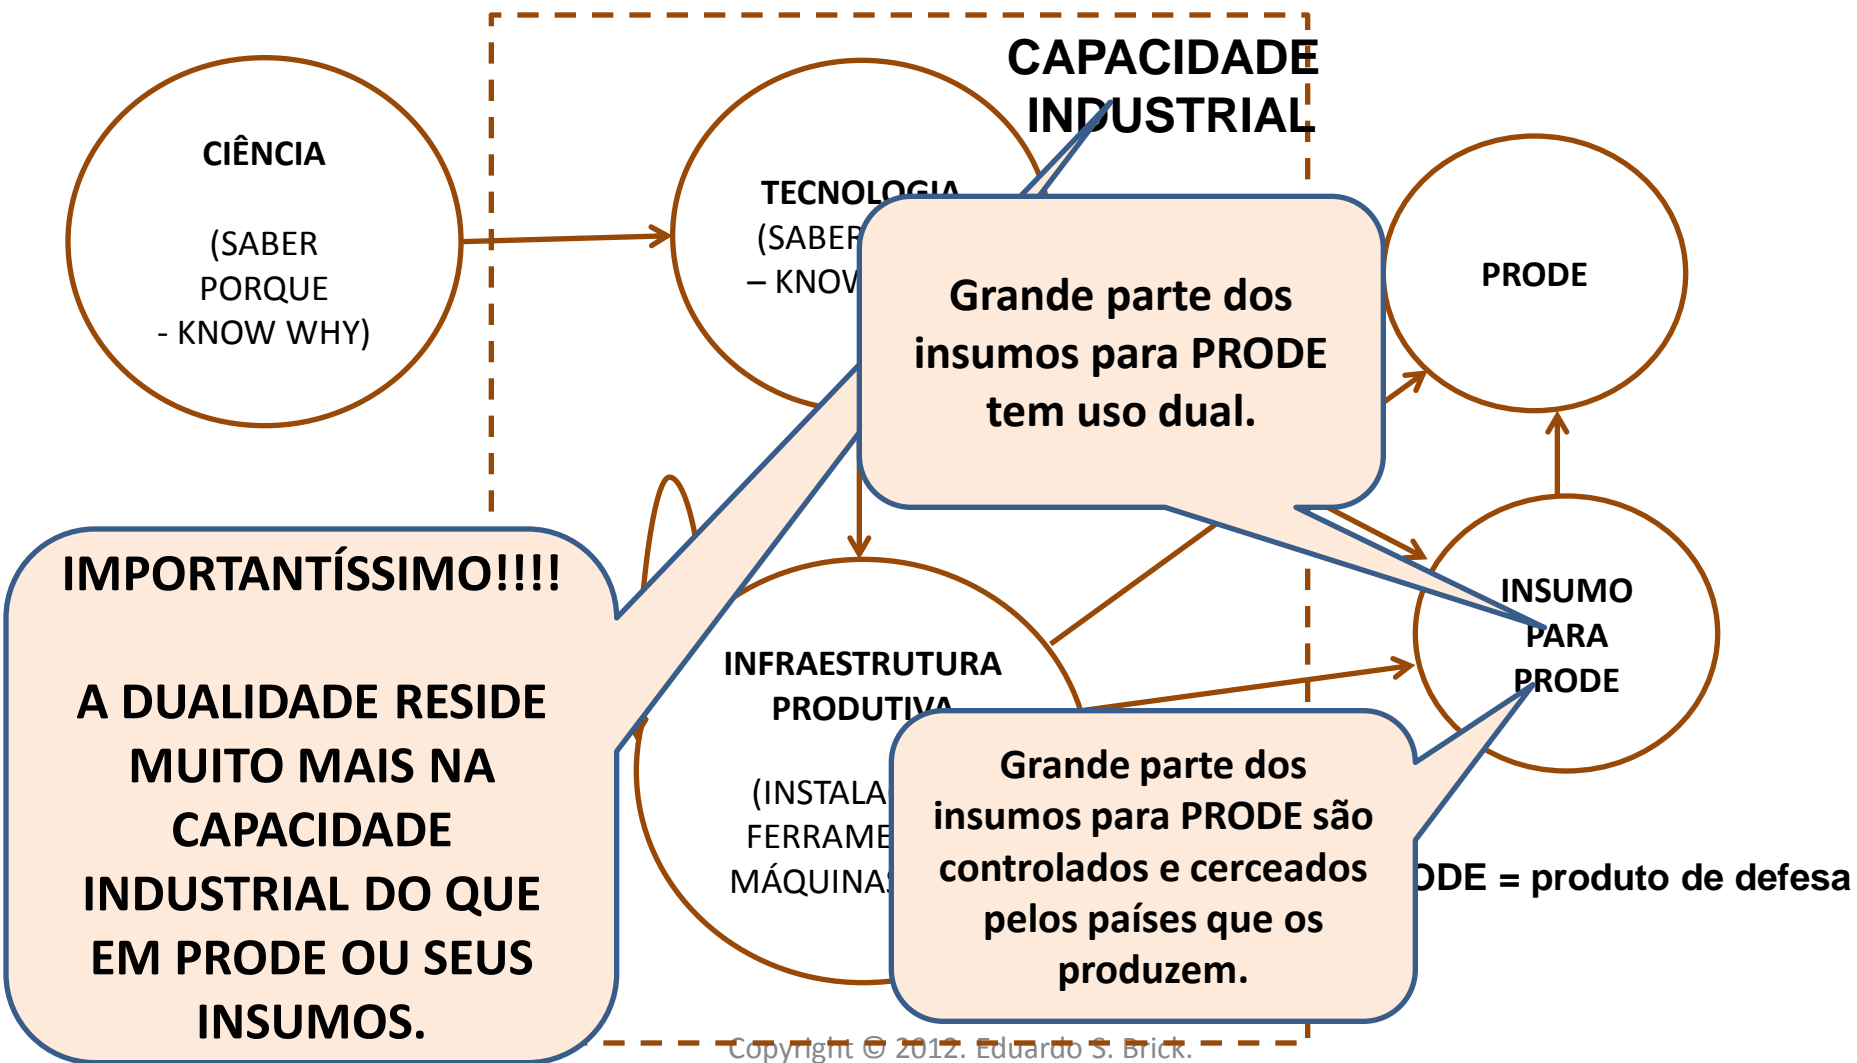 CAPACIDADE
INDUSTRIAL
CIÊNCIA
(SABER
PORQUE
- KNOW WHY)
TECNOLOGIA
(SABER
– KNOW
PRODE
Grande parte dos
insumos para PRODE
tem uso dual.
IMPORTANTÍSSIMO!!!!
A DUALIDADE RESIDE
MUITO MAIS NA
CAPACIDADE
INDUSTRIAL DO QUE
EM PRODE OU SEUS
INSUMOS.
INSUMO
PARA
PRODE
INFRAESTRUTURA
PRODUTIVA
(INSTALA
FERRAME
MÁQUINAS
Grande parte dos
insumos para PRODE são
controlados e cerceados
pelos países que os
produzem.
ODE = produto de defesa
Copyright © 2012. Eduardo S. Brick.